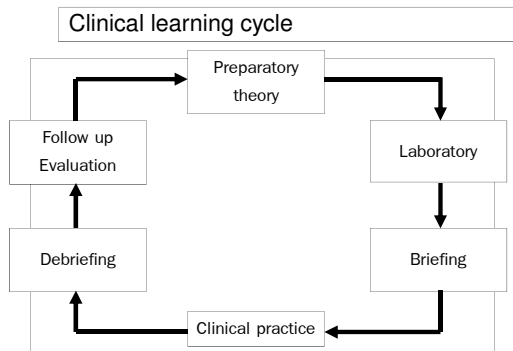 Clinical learning cycle
Preparatory
theory
Laboratory
Briefing
Clinical practice
Debriefing
Follow up
Evaluation